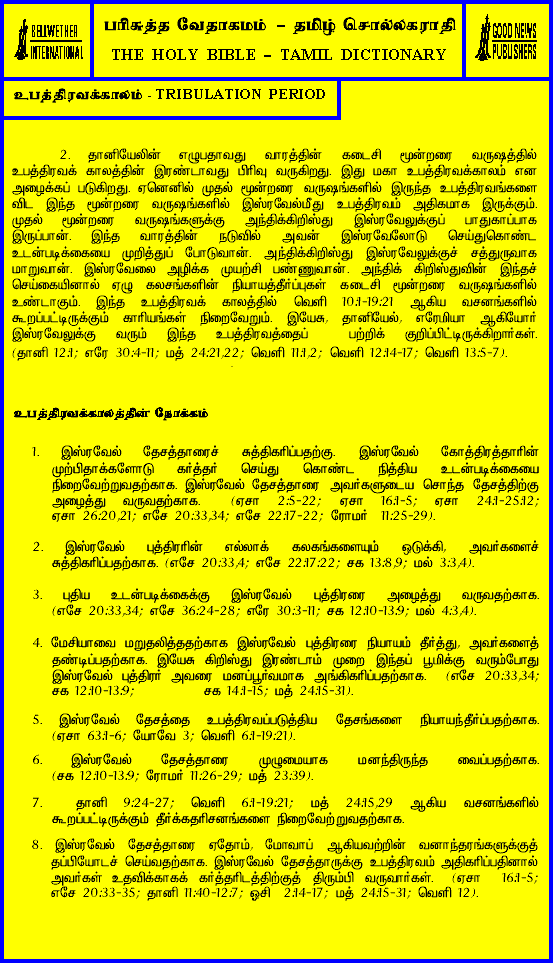 BELLWETHER
INTERNATIONAL
பரிசுத்த வேதாகமம் – தமிழ் சொல்லகராதி
THE HOLY BIBLE – TAMIL DICTIONARY
GOOD NEWS
PUBLISHERS
உபத்திரவக்காலம் - TRIBULATION PERIOD
2. தானியேலின் எழுபதாவது வாரத்தின் கடைசி மூன்றரை வருஷத்தில்
உபத்திரவக் காலத்தின் இரண்டாவது பிரிவு வருகிறது. இது மகா உபத்திரவக்காலம் என
அழைக்கப் படுகிறது. ஏனெனில் முதல் மூன்றரை வருஷங்களில் இருந்த உபத்திரவங்களை
விட இந்த மூன்றரை வருஷங்களில் இஸ்ரவேல்மீது உபத்திரவம் அதிகமாக இருக்கும்.
முதல் மூன்றரை வருஷங்களுக்கு அந்திக்கிறிஸ்து இஸ்ரவேலுக்குப் பாதுகாப்பாக
இருப்பான். இந்த வாரத்தின் நடுவில் அவன் இஸ்ரவேலோடு செய்துகொண்ட
உடன்படிக்கையை முறித்துப் போடுவான். அந்திக்கிறிஸ்து இஸ்ரவேலுக்குச் சத்துருவாக
மாறுவான். இஸ்ரவேலை அழிக்க முயற்சி பண்ணுவான். அந்திக் கிறிஸ்துவின் இந்தச்
செய்கையினால் ஏழு கலசங்களின் நியாயத்தீர்ப்புகள் கடைசி மூன்றரை வருஷங்களில்
உண்டாகும். இந்த உபத்திரவக் காலத்தில் வெளி 10:1-19:21 ஆகிய வசனங்களில்
கூறப்பட்டிருக்கும் காரியங்கள் நிறைவேறும். இயேசு, தானியேல், எரேமியா ஆகியோர்
இஸ்ரவேலுக்கு வரும் இந்த உபத்திரவத்தைப் பற்றிக் குறிப்பிட்டிருக்கிறார்கள்.
(தானி 12:1; எரே 30:4-11; மத் 24:21,22; வெளி 11:1,2; வெளி 12:14-17; வெளி 13:5-7).
உபத்திரவக்காலத்தின் நோக்கம்
1. இஸ்ரவேல் தேசத்தாரைச் சுத்திகரிப்பதற்கு. இஸ்ரவேல் கோத்திரத்தாரின்
முற்பிதாக்களோடு கர்த்தர் செய்து கொண்ட நித்திய உடன்படிக்கையை
நிறைவேற்றுவதற்காக. இஸ்ரவேல் தேசத்தாரை அவர்களுடைய சொந்த தேசத்திற்கு
அழைத்து வருவதற்காக. (ஏசா 2:5-22; ஏசா 16:1-5; ஏசா 24:1-25:12;
ஏசா 26:20,21; எசே 20:33,34; எசே 22:17-22; ரோமர் 11:25-29).
2. இஸ்ரவேல் புத்திரரின் எல்லாக் கலகங்களையும் ஒடுக்கி, அவர்களைச்
சுத்திகரிப்பதற்காக. (எசே 20:33,4; எசே 22:17:22; சக 13:8,9; மல் 3:3,4).
3. புதிய உடன்படிக்கைக்கு இஸ்ரவேல் புத்திரரை அழைத்து வருவதற்காக.
(எசே 20:33,34; எசே 36:24-28; எரே 30:3-11; சக 12:10-13:9; மல் 4:3,4).
4. மேசியாவை மறுதலித்ததற்காக இஸ்ரவேல் புத்திரரை நியாயம் தீர்த்து, அவர்களைத்
தண்டிப்பதற்காக. இயேசு கிறிஸ்து இரண்டாம் முறை இந்தப் பூமிக்கு வரும்போது
இஸ்ரவேல் புத்திரர் அவரை மனப்பூர்வமாக அங்கிகரிப்பதற்காக. (எசே 20:33,34;
சக 12:10-13:9; சக 14:1-15; மத் 24:15-31).
5. இஸ்ரவேல் தேசத்தை உபத்திரவப்படுத்திய தேசங்களை நியாயந்தீர்ப்பதற்காக.
(ஏசா 63:1-6; யோவே 3; வெளி 6:1-19:21).
6. இஸ்ரவேல் தேசத்தாரை முழுமையாக மனந்திருந்த வைப்பதற்காக.
(சக 12:10-13:9; ரோமர் 11:26-29; மத் 23:39).
7. தானி 9:24-27; வெளி 6:1-19:21; மத் 24:15,29 ஆகிய வசனங்களில்
கூறப்பட்டிருக்கும் தீர்க்கதரிசனங்களை நிறைவேற்றுவதற்காக.
8. இஸ்ரவேல் தேசத்தாரை ஏதோம், மோவாப் ஆகியவற்றின் வனாந்தரங்களுக்குத்
தப்பியோடச் செய்வதற்காக. இஸ்ரவேல் தேசத்தாருக்கு உபத்திரவம் அதிகரிப்பதினால்
அவர்கள் உதவிக்காகக் கர்த்தரிடத்திற்குத் திரும்பி வருவார்கள். (ஏசா 16:1-5;
எசே 20:33-35; தானி 11:40-12:7; ஓசி 2:14-17; மத் 24:15-31; வெளி 12).